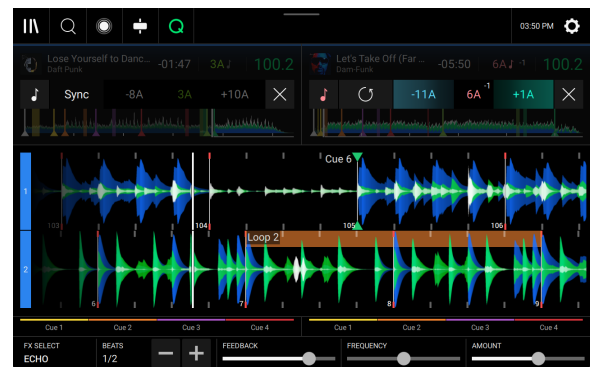 03:50 PM
Lose Yourself to Danc...
Daft Punk
-01:47
3A♪
100.2
Let's Take Off (Far ...
Dam-Funk
-05:50
6A♪ -1
100.2
Sync
-8A
3A
+10A
-11A
6A -1
+1A
Cue 6
1
103
104
105
106
Loop 2
2
6
7
8
9
Cue 1
Cue 2
Cue 3
Cue 4
Cue 1
Cue 2
Cue 3
Cue 4
FX SELECT
ECHO
BEATS
1/2
FEEDBACK
FREQUENCY
AMOUNT